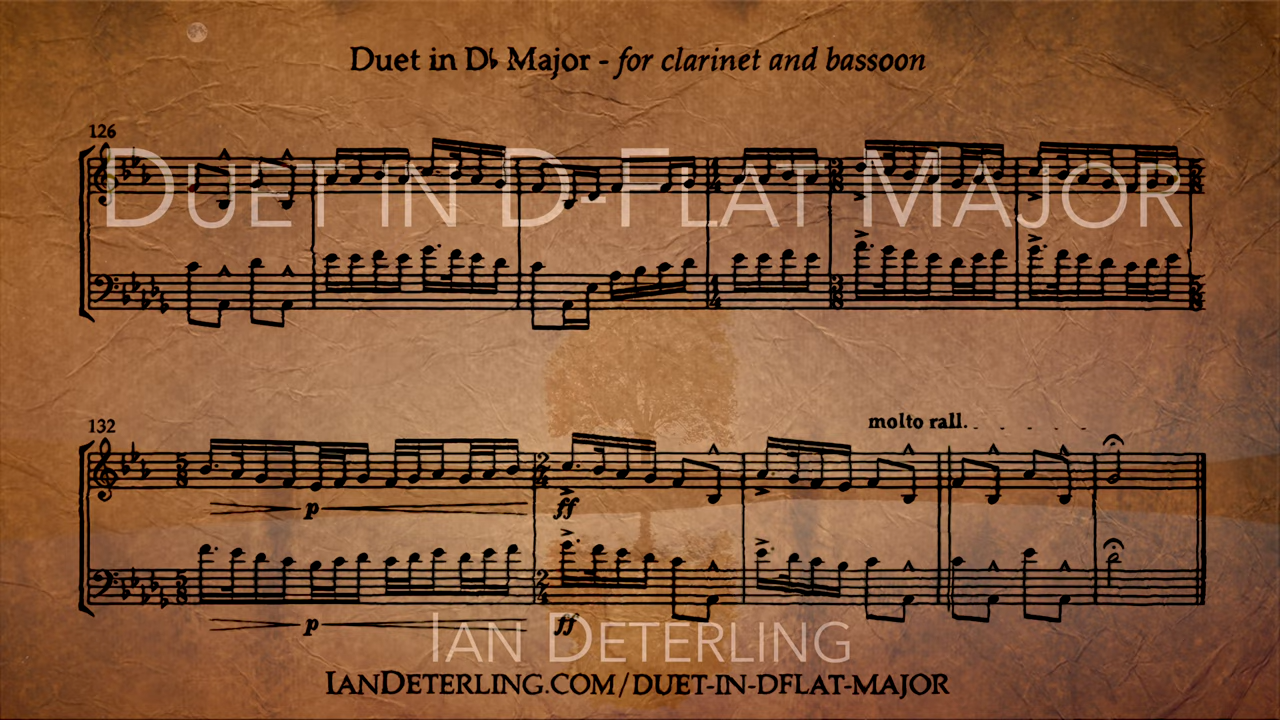 Duet in D♭ Major - for clarinet and bassoon
126
DUET IN D-FLAT MAJOR
132
molto rall.
p
ff
p
ff
IAN DETERLING
IANDETERLING.COM/DUET-IN-DFLAT-MAJOR